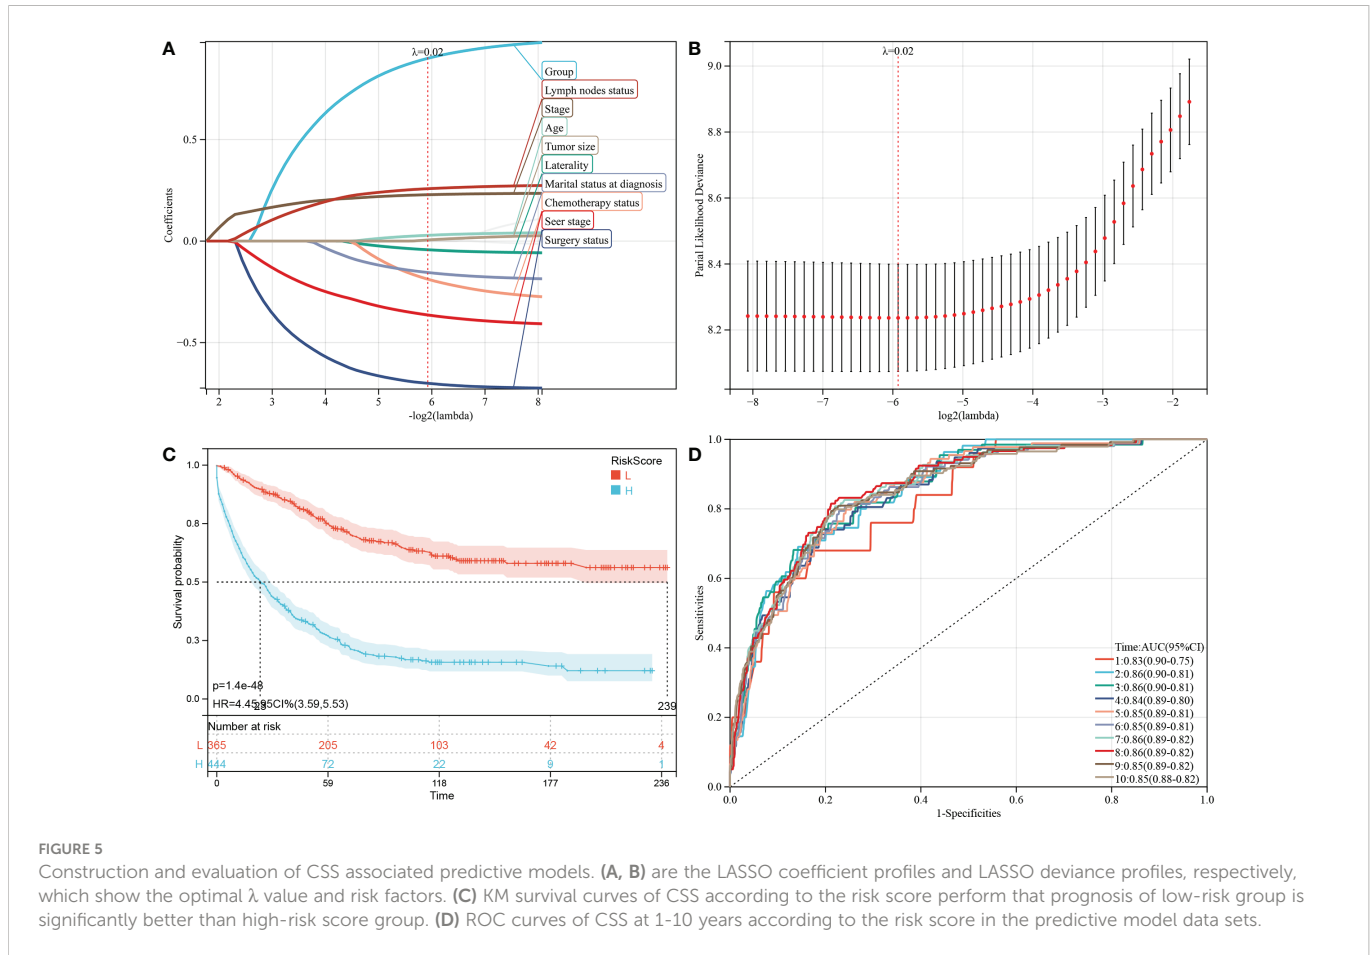 A
λ=0.02
Group
Lymph nodes status
Stage
Age
Tumor size
Laterality
Marital status at diagnosis
Chemotherapy status
Seer stage
Surgery status
Coefficients
0.5
0.0
−0.5
2 3 4 5 6 7 8
-log2(lambda)
B
λ=0.02
Parial Likelihood Deviance
9.0
8.8
8.6
8.4
8.2
−8 −7 −6 −5 −4 −3 −2
log2(lambda)
C
RiskScore
L
H
Survival probability
1.0
0.8
0.5
0.3
0.0
p=1.4e-48
HR=4.45,95CI%(3.59,5.53)
23
239
Number at risk
L 365 205 103 42 4
H 444 72 22 9 1
0 59 118 177 236
Time
D
Sensitivities
1.0
0.8
0.6
0.4
0.2
0.0
Time:AUC(95%CI)
1:0.83(0.90-0.75)
2:0.86(0.90-0.81)
3:0.86(0.90-0.81)
4:0.84(0.89-0.80)
5:0.85(0.89-0.81)
6:0.85(0.89-0.81)
7:0.86(0.89-0.82)
8:0.86(0.89-0.82)
9:0.85(0.89-0.82)
10:0.85(0.88-0.82)
0.0 0.2 0.4 0.6 0.8 1.0
1-Specificities
FIGURE 5
Construction and evaluation of CSS associated predictive models. (A, B) are the LASSO coefficient profiles and LASSO deviance profiles, respectively,
which show the optimal λ value and risk factors. (C) KM survival curves of CSS according to the risk score perform that prognosis of low-risk group is
significantly better than high-risk score group. (D) ROC curves of CSS at 1-10 years according to the risk score in the predictive model data sets.